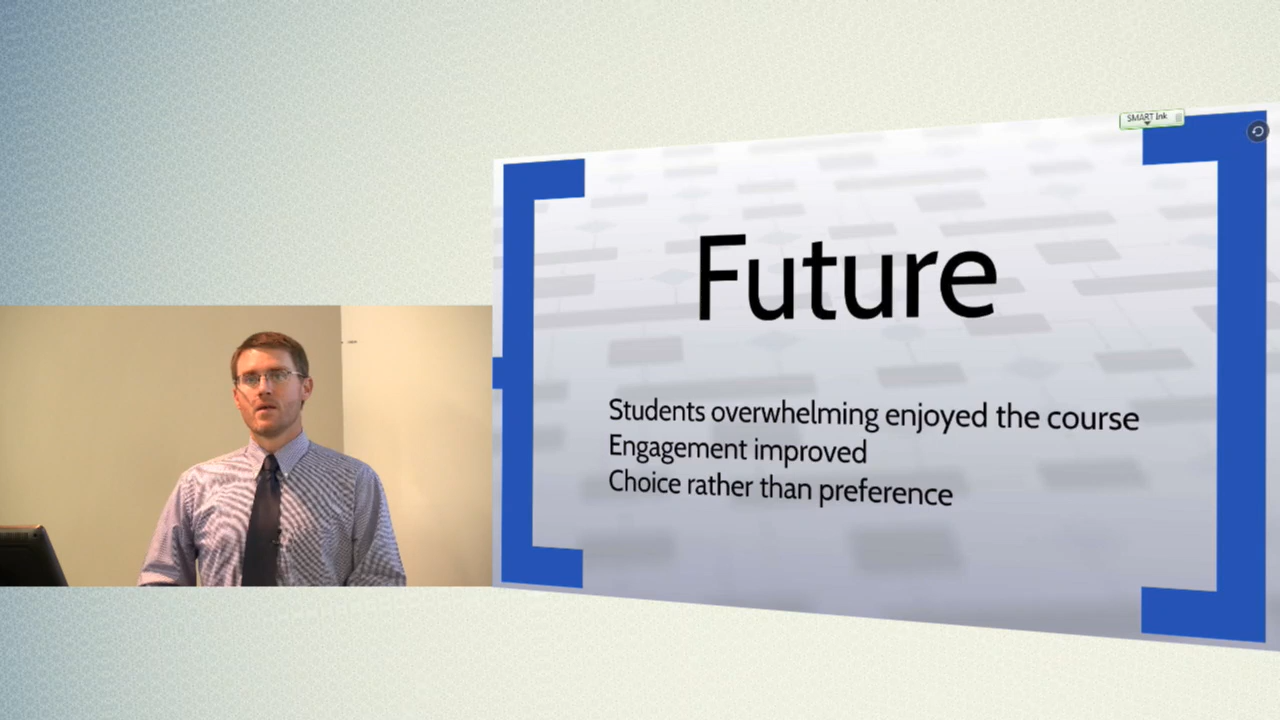 SMART Ink
Future
Students overwhelming enjoyed the course
Engagement improved
Choice rather than preference